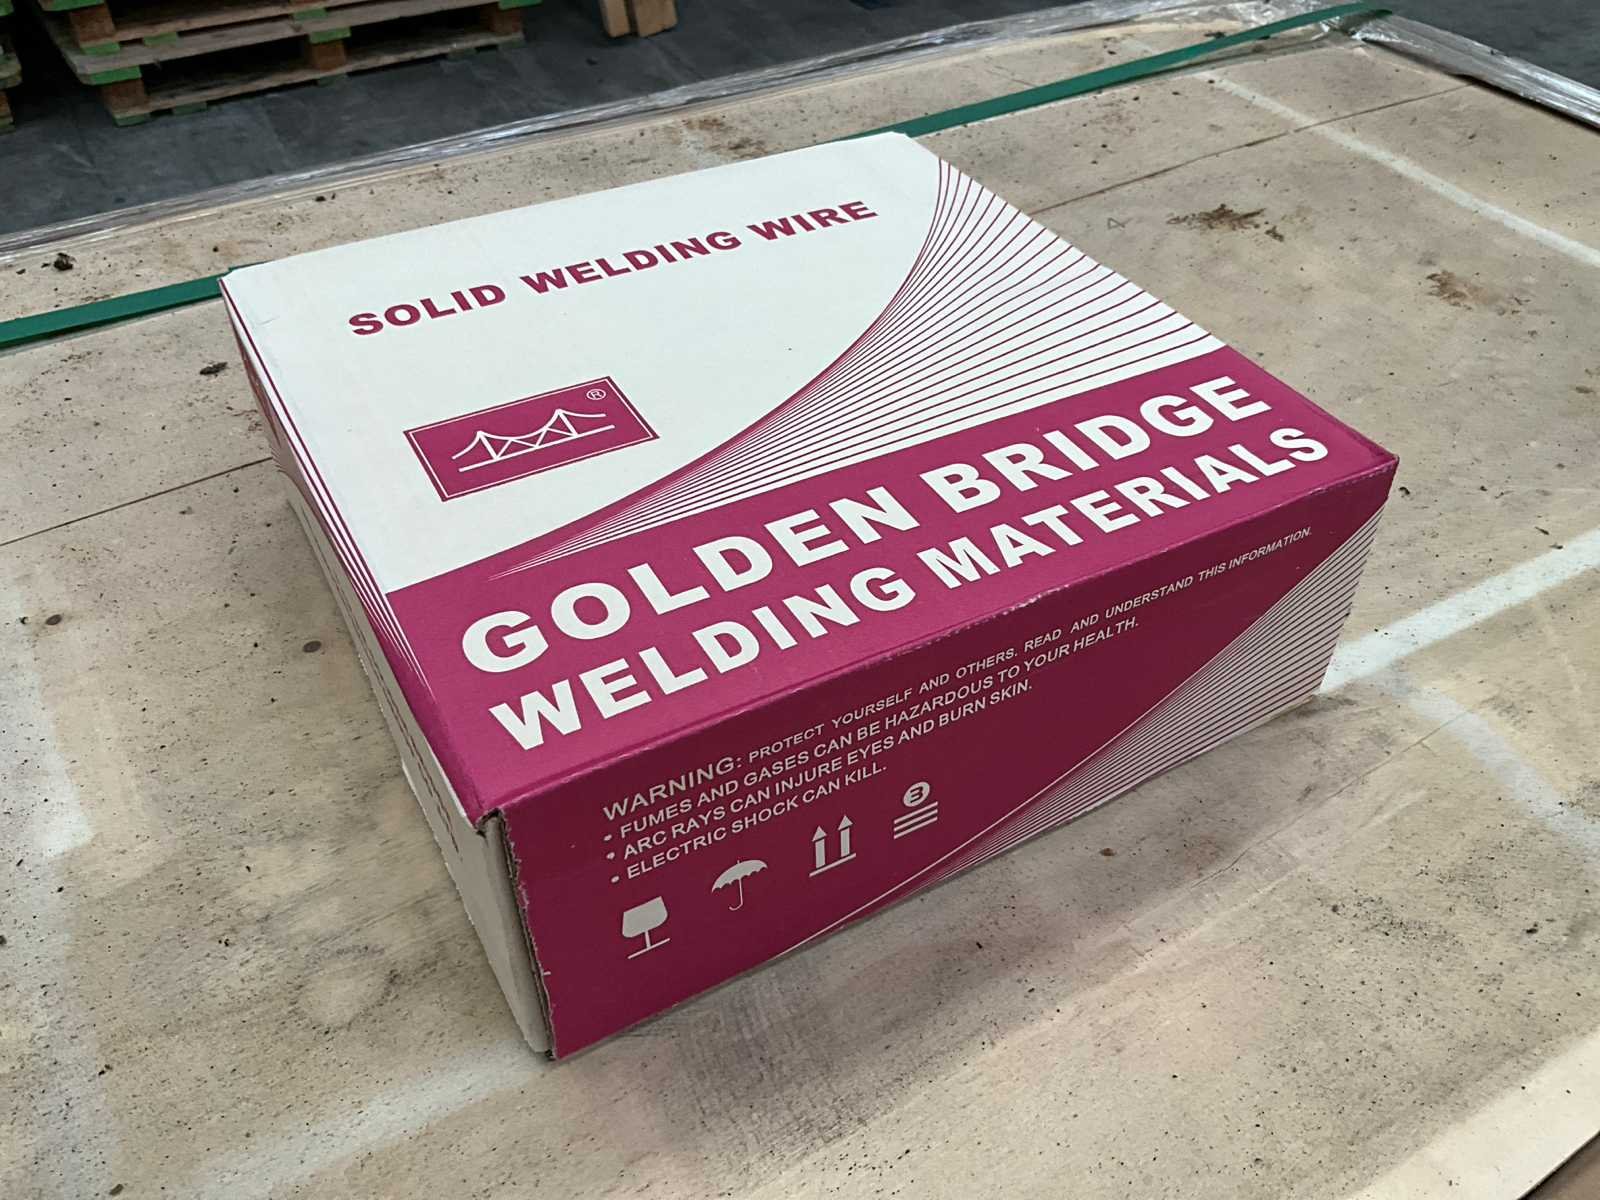 SOLID WELDING WIRE
®
GOLDEN BRIDGE
WELDING MATERIALS
WARNING: PROTECT YOURSELF AND OTHERS. READ AND UNDERSTAND THIS INFORMATION.
• FUMES AND GASES CAN BE HAZARDOUS TO YOUR HEALTH.
• ARC RAYS CAN INJURE EYES AND BURN SKIN.
• ELECTRIC SHOCK CAN KILL.
3